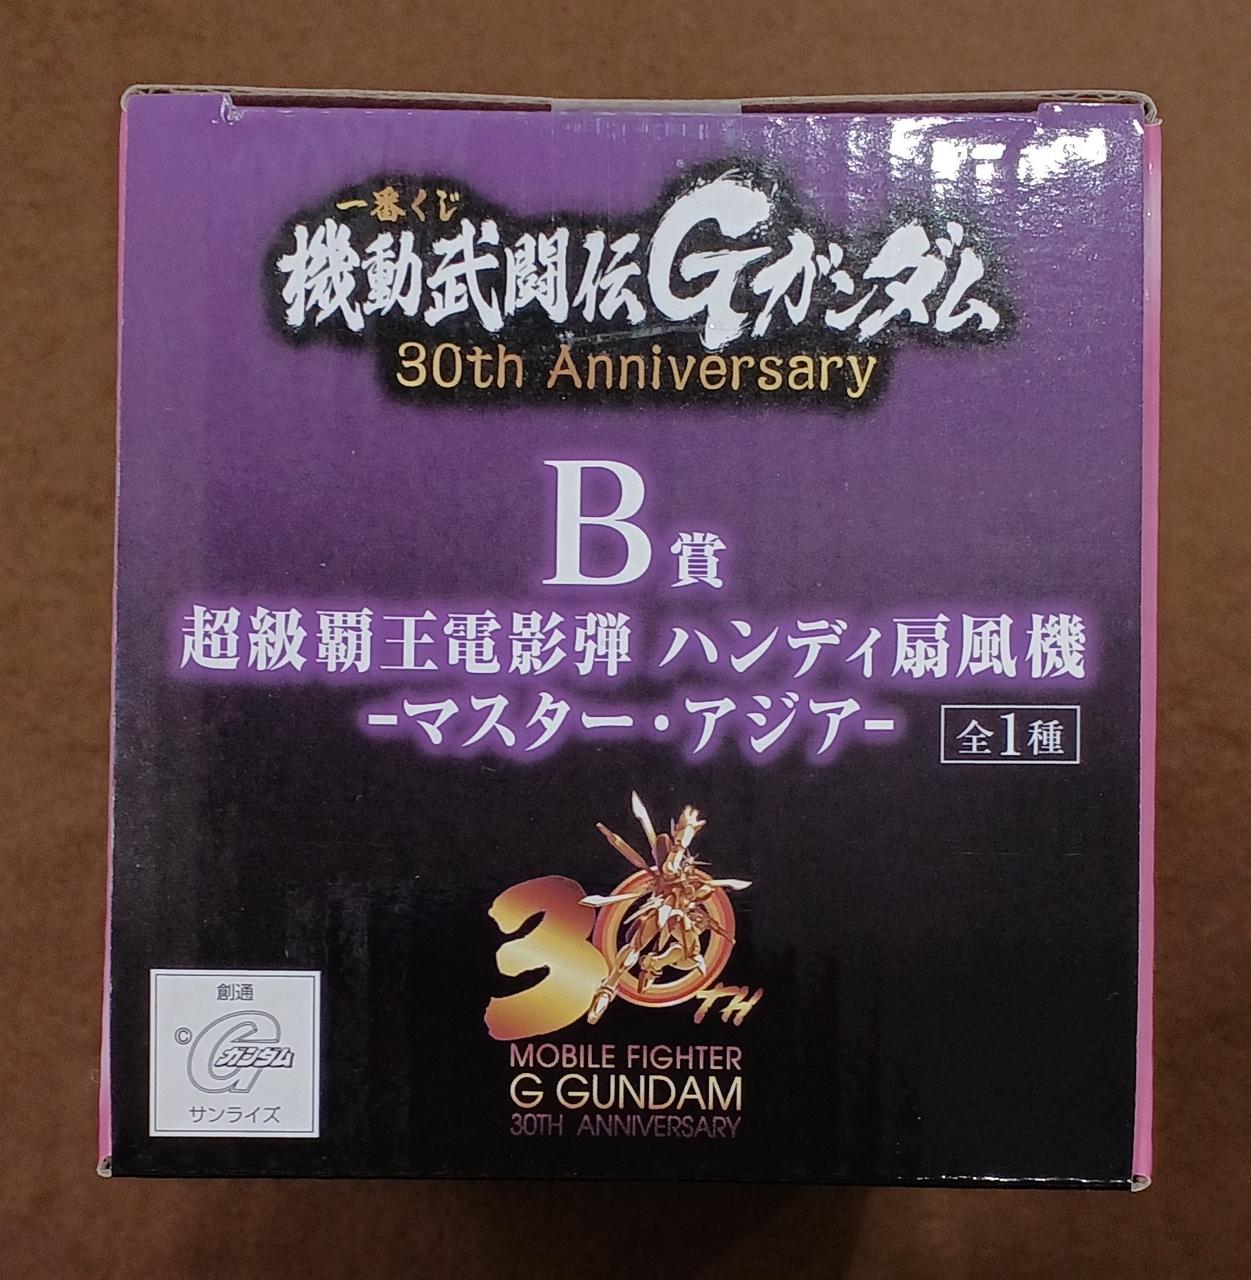 一番くじ
機動武闘伝Gガンダム
30th Anniversary
B賞
超級覇王電影弾 ハンディ扇風機
-マスター・アジア-
全1種
30TH
MOBILE FIGHTER
G GUNDAM
30TH ANNIVERSARY
創通
©Gガンダム
サンライズ